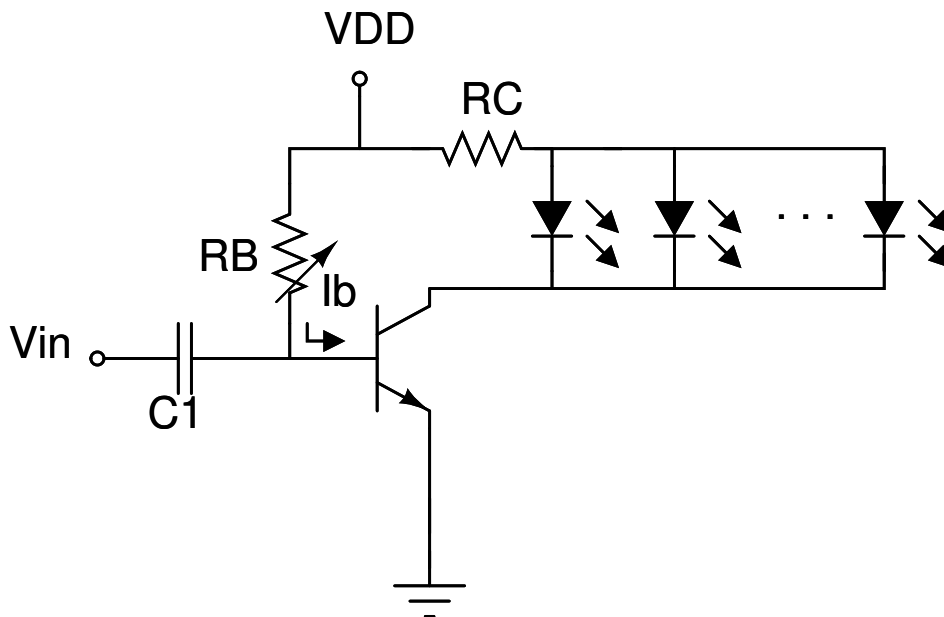 VDD
RC
RB
Ib
Vin
C1
. . .